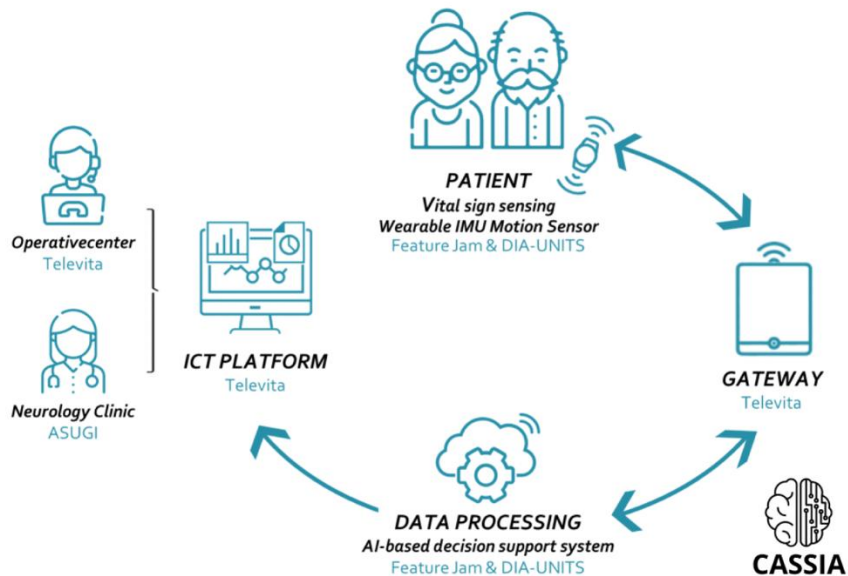 PATIENT
Vital sign sensing
Wearable IMU Motion Sensor
Feature Jam & DIA-UNITS
Operativecenter
Televita
Neurology Clinic
ASUGI
ICT PLATFORM
Televita
GATEWAY
Televita
DATA PROCESSING
AI-based decision support system
Feature Jam & DIA-UNITS
CASSIA